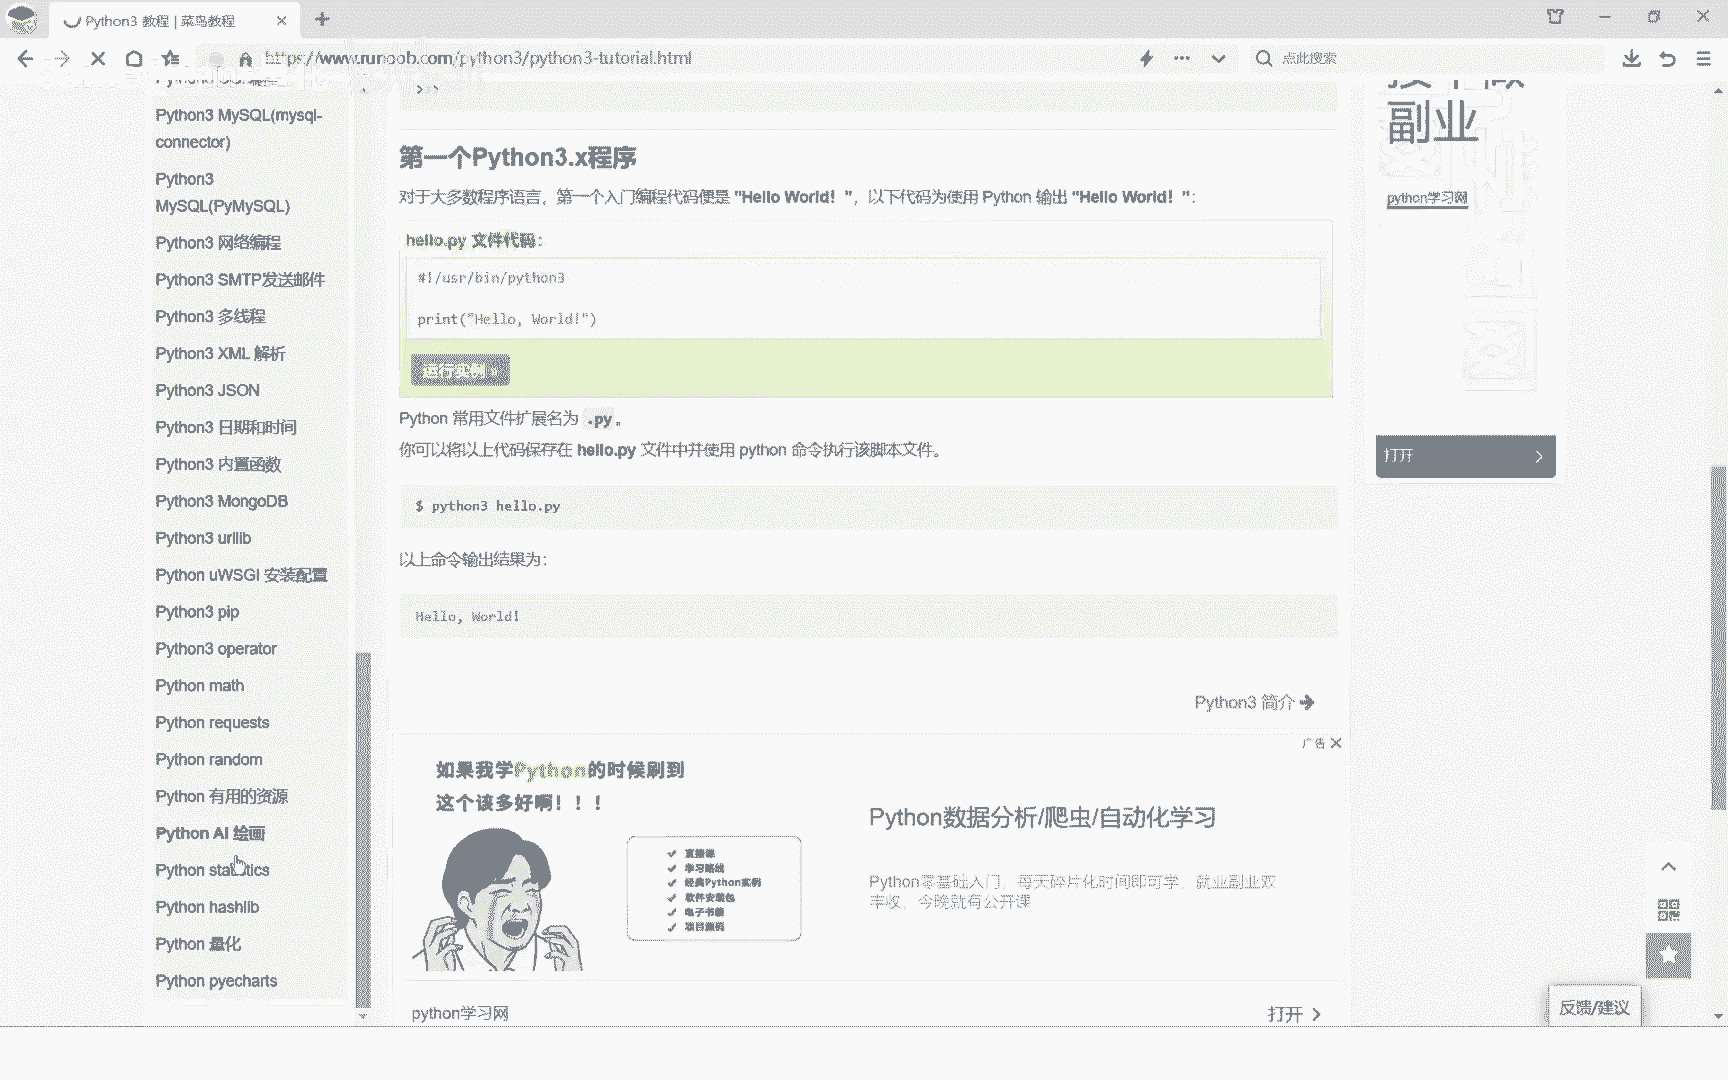 Python3 教程 | 菜鸟教程
https://www.runoob.com/python3/python3-tutorial.html
点此搜索
Python3 MySQL(mysql-
connector)
Python3
MySQL(PyMySQL)
Python3 网络编程
Python3 SMTP发送邮件
Python3 多线程
Python3 XML 解析
Python3 JSON
Python3 日期和时间
Python3 内置函数
Python3 MongoDB
Python3 urllib
Python uWSGI 安装配置
Python3 pip
Python3 operator
Python math
Python requests
Python random
Python 有用的资源
Python AI 绘画
Python statistics
Python hashlib
Python 量化
Python pyecharts
>>>
第一个Python3.x程序
对于大多数程序语言，第一个入门编程代码便是 "Hello World！"，以下代码为使用 Python 输出 "Hello World！"：
hello.py 文件代码：
#!/usr/bin/python3
print("Hello, World!")
运行实例 »
Python 常用文件扩展名为 .py。
你可以将以上代码保存在 hello.py 文件中并使用 python 命令执行该脚本文件。
$ python3 hello.py
以上命令输出结果为：
Hello, World!
Python3 简介
广告
如果我学Python的时候刷到
这个该多好啊！！！
直播课
学习路线
经典Python实例
软件安装包
电子书籍
项目源码
Python数据分析/爬虫/自动化学习
Python零基础入门，每天碎片化时间即可学，就业副业双
丰收，今晚就有公开课
python学习网
打开
副业
python学习网
打开
反馈/建议